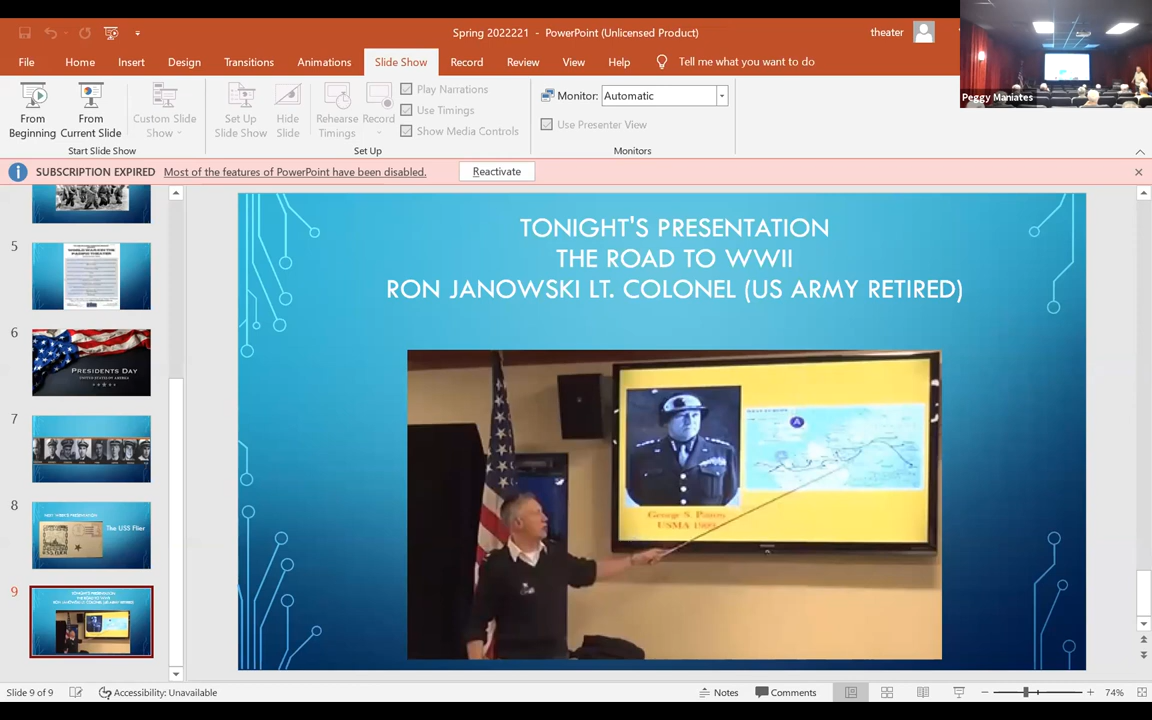 Spring 2022221 - PowerPoint (Unlicensed Product)
theater
File Home Insert Design Transitions Animations Slide Show Record Review View Help Tell me what you want to do
From Beginning
From Current Slide
Custom Slide Show
Set Up Slide Show
Hide Slide
Rehearse Timings
Record
Play Narrations
Use Timings
Show Media Controls
Monitor: Automatic
Use Presenter View
Start Slide Show
Set Up
Monitors
Peggy Maniates
SUBSCRIPTION EXPIRED Most of the features of PowerPoint have been disabled. Reactivate
5
6
PRESIDENTS DAY
7
8
The USS Flier
9
TONIGHT'S PRESENTATION
THE ROAD TO WWII
RON JANOWSKI LT. COLONEL (US ARMY RETIRED)
A
George S. Patton
USMA 1909
Slide 9 of 9
Accessibility: Unavailable
Notes
Comments
74%